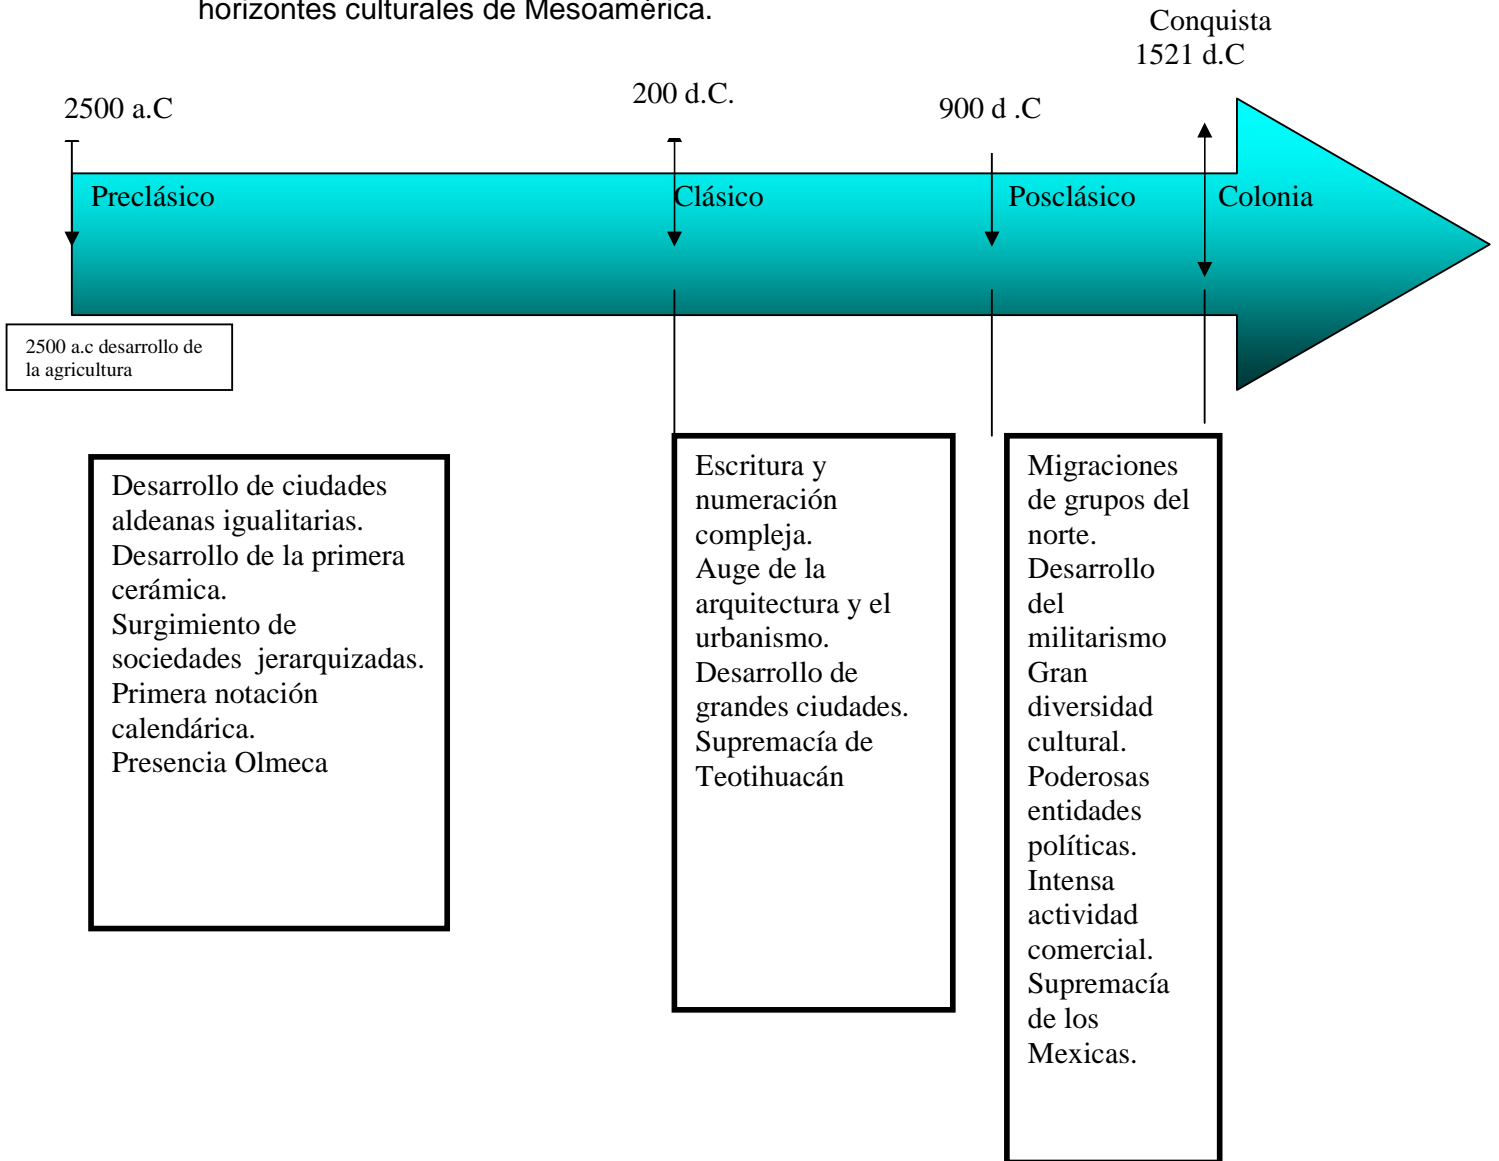 horizontes culturales de Mesoamérica.
Conquista
1521 d.C
2500 a.C
200 d.C.
900 d .C
Preclásico
Clásico
Posclásico
Colonia
2500 a.c desarrollo de
la agricultura
Desarrollo de ciudades
aldeanas igualitarias.
Desarrollo de la primera
cerámica.
Surgimiento de
sociedades  jerarquizadas.
Primera notación
calendárica.
Presencia Olmeca
Escritura y
numeración
compleja.
Auge de la
arquitectura y el
urbanismo.
Desarrollo de
grandes ciudades.
Supremacía de
Teotihuacán
Migraciones
de grupos del
norte.
Desarrollo
del
militarismo
Gran
diversidad
cultural.
Poderosas
entidades
políticas.
Intensa
actividad
comercial.
Supremacía
de los
Mexicas.